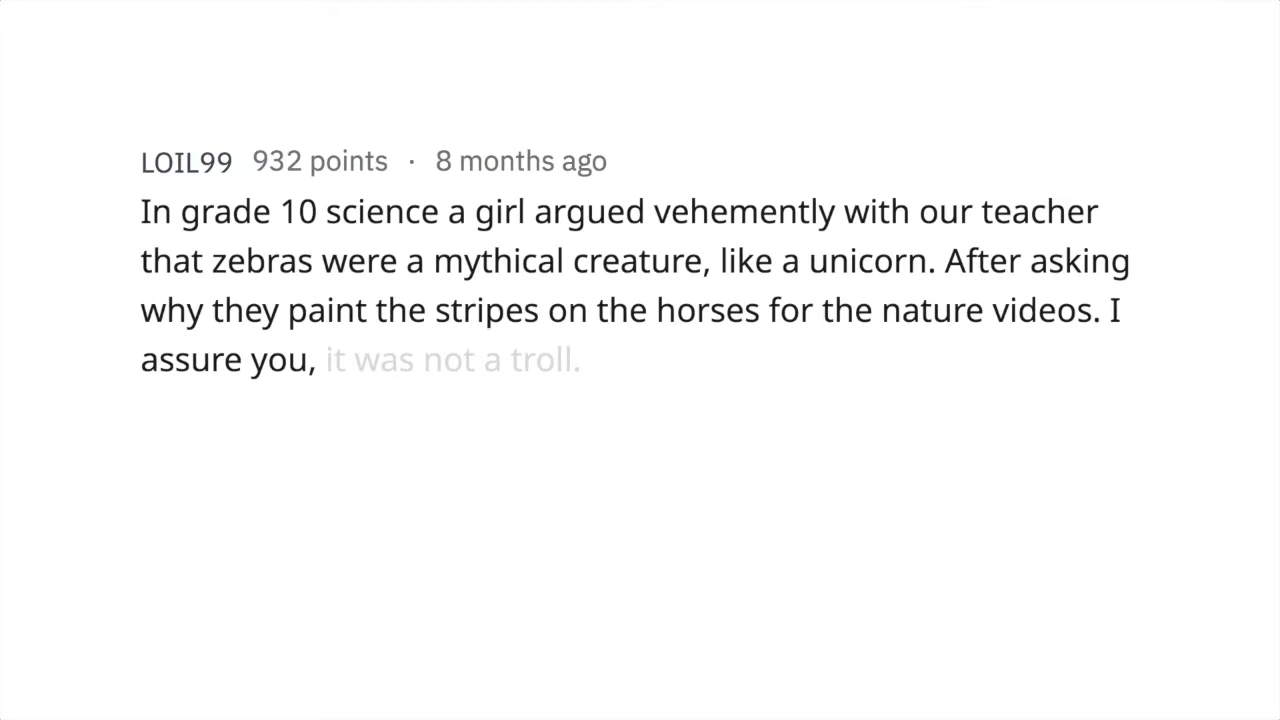 LOIL99 932 points · 8 months ago
In grade 10 science a girl argued vehemently with our teacher
that zebras were a mythical creature, like a unicorn. After asking
why they paint the stripes on the horses for the nature videos. I
assure you, it was not a troll.